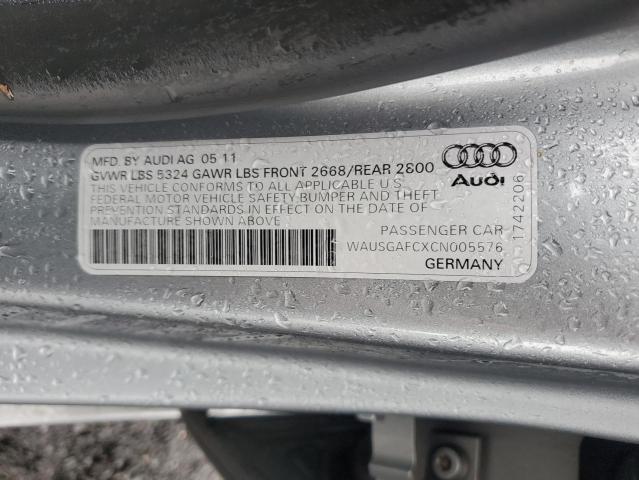 MFD. BY AUDI AG 05 11
GVWR LBS 5324 GAWR LBS FRONT 2668/REAR 2800
THIS VEHICLE CONFORMS TO ALL APPLICABLE U.S.
FEDERAL MOTOR VEHICLE SAFETY BUMPER AND THEFT
PREVENTION STANDARDS IN EFFECT ON THE DATE OF
MANUFACTURE SHOWN ABOVE
Audi
PASSENGER CAR
WAUSGAFCXCN005576
GERMANY
1742206